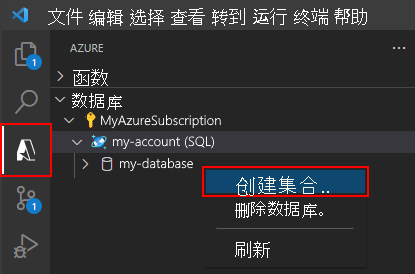 文件 编辑 选择 查看 转到 运行 终端 帮助
AZURE
函数
数据库
MyAzureSubscription
my-account (SQL)
my-database
创建集合..
删除数据库。
刷新
1
1